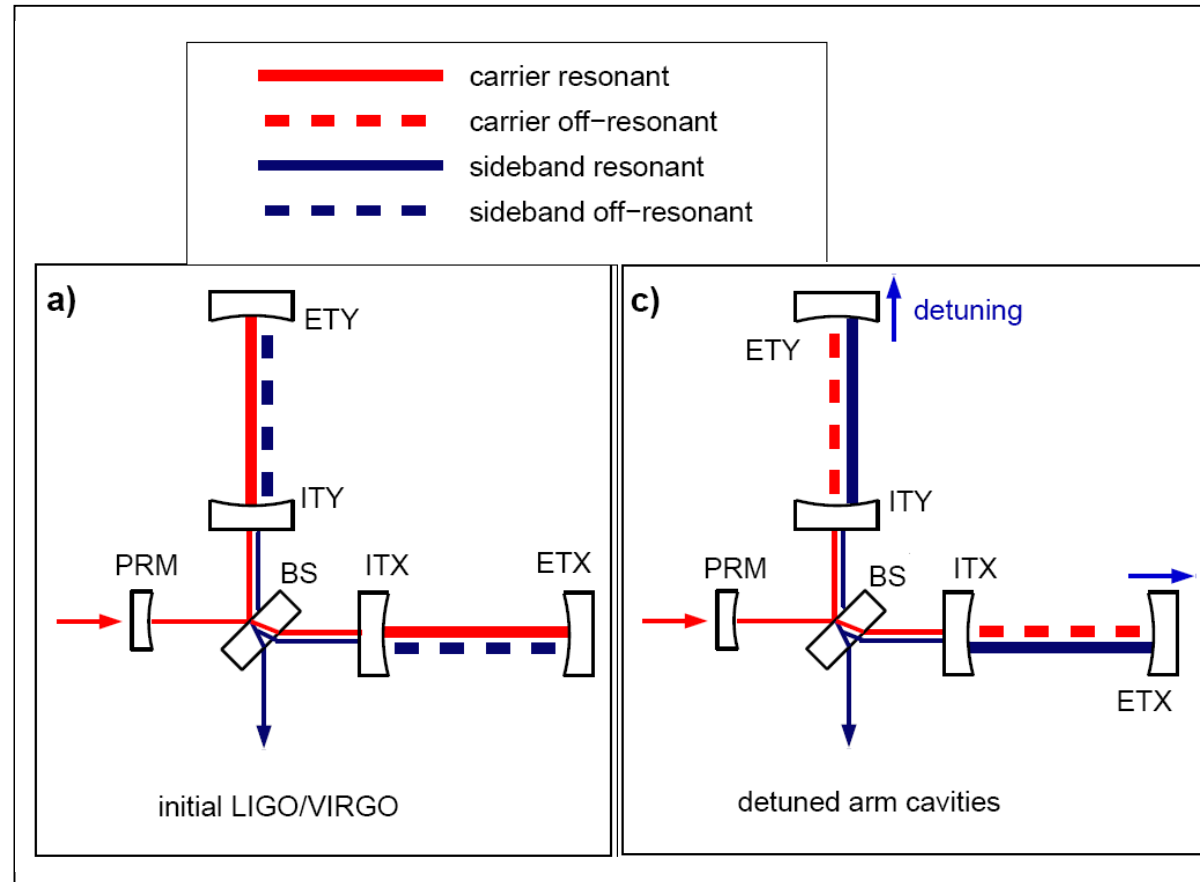 carrier resonant
carrier off−resonant
sideband resonant
sideband off−resonant
a)
ETY
ITY
PRM
BS
ITX
ETX
initial LIGO/VIRGO
c)
detuning
ETY
ITY
PRM
BS
ITX
ETX
detuned arm cavities